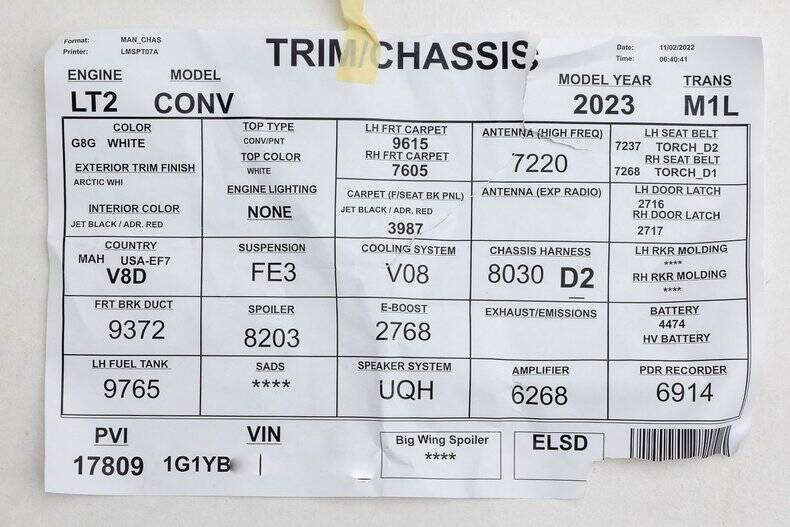 Format: MAN_CHAS
Printer: LMSPT07A
TRIM/CHASSIS
Date: 11/02/2022
Time: 06:40:41
ENGINE MODEL MODEL YEAR TRANS
LT2 CONV 2023 M1L
COLOR
G8G WHITE
EXTERIOR TRIM FINISH
ARCTIC WHI
INTERIOR COLOR
JET BLACK / ADR. RED
TOP TYPE
CONV/PNT
TOP COLOR
WHITE
ENGINE LIGHTING
NONE
LH FRT CARPET
9615
RH FRT CARPET
7605
CARPET (F/SEAT BK PNL)
JET BLACK / ADR. RED
3987
ANTENNA (HIGH FREQ)
7220
ANTENNA (EXP RADIO)
LH SEAT BELT
7237 TORCH_D2
RH SEAT BELT
7268 TORCH_D1
LH DOOR LATCH
2716
RH DOOR LATCH
2717
COUNTRY
MAH USA-EF7
V8D
SUSPENSION
FE3
COOLING SYSTEM
V08
CHASSIS HARNESS
8030 D2
LH RKR MOLDING
****
RH RKR MOLDING
****
FRT BRK DUCT
9372
SPOILER
8203
E-BOOST
2768
EXHAUST/EMISSIONS
BATTERY
4474
HV BATTERY
LH FUEL TANK
9765
SADS
****
SPEAKER SYSTEM
UQH
AMPLIFIER
6268
PDR RECORDER
6914
PVI
17809
VIN
1G1YB
Big Wing Spoiler
****
ELSD